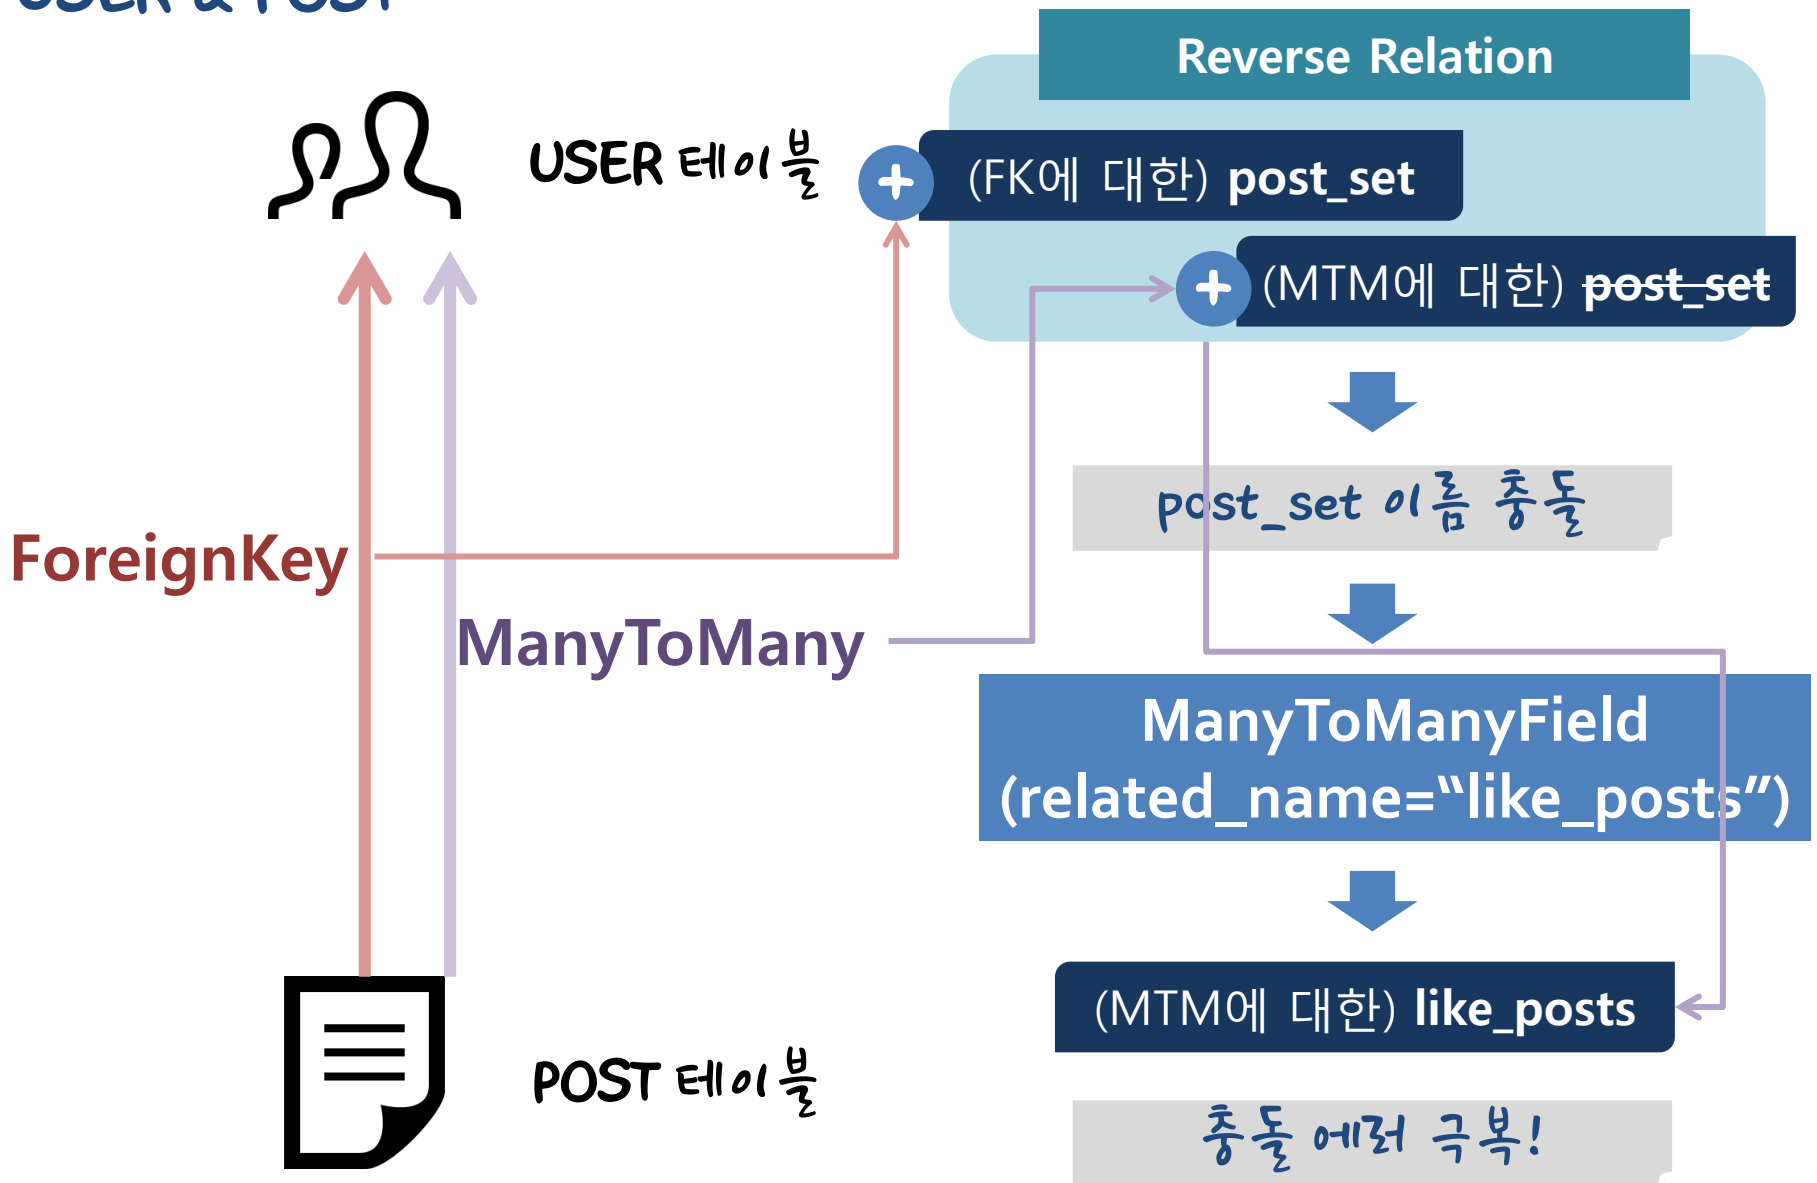 USER & POST
Reverse Relation
USER 테이블
(FK에 대한) post_set
(MTM에 대한) post_set
post_set 이름 충돌
ForeignKey
ManyToMany
ManyToManyField
(related_name=“like_posts”)
(MTM에 대한) like_posts
POST 테이블
충돌 에러 극복!